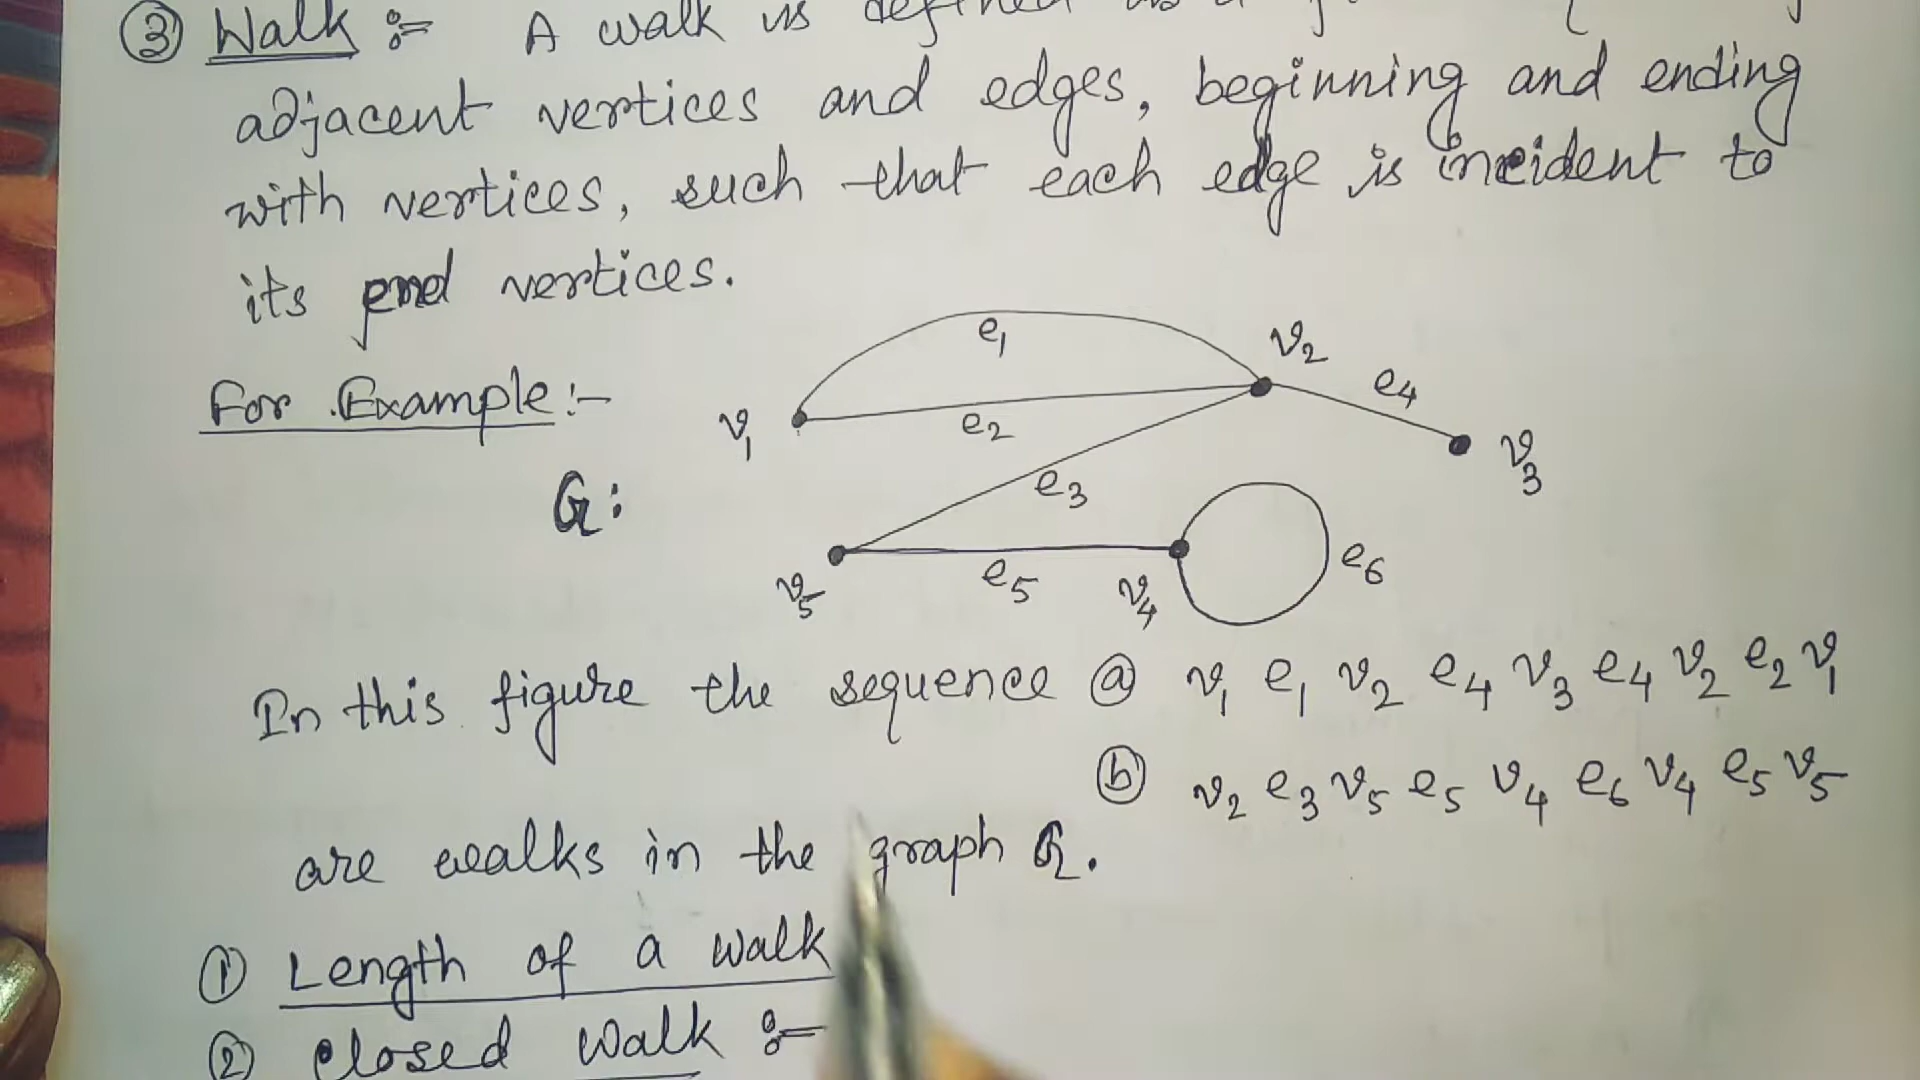 ③ Walk :- A walk is defined as a
adjacent vertices and edges, beginning and ending
with vertices, such that each edge is incident to
its end vertices.
For Example:-
G:
e1
v2
e4
v1
e2
v3
e3
e6
v5
e5
v4
In this figure the sequence ⓐ v1 e1 v2 e4 v3 e4 v2 e2 v1
ⓑ v2 e3 v5 e5 v4 e6 v4 e5 v5
are walks in the graph G.
① Length of a walk
② Closed walk :-